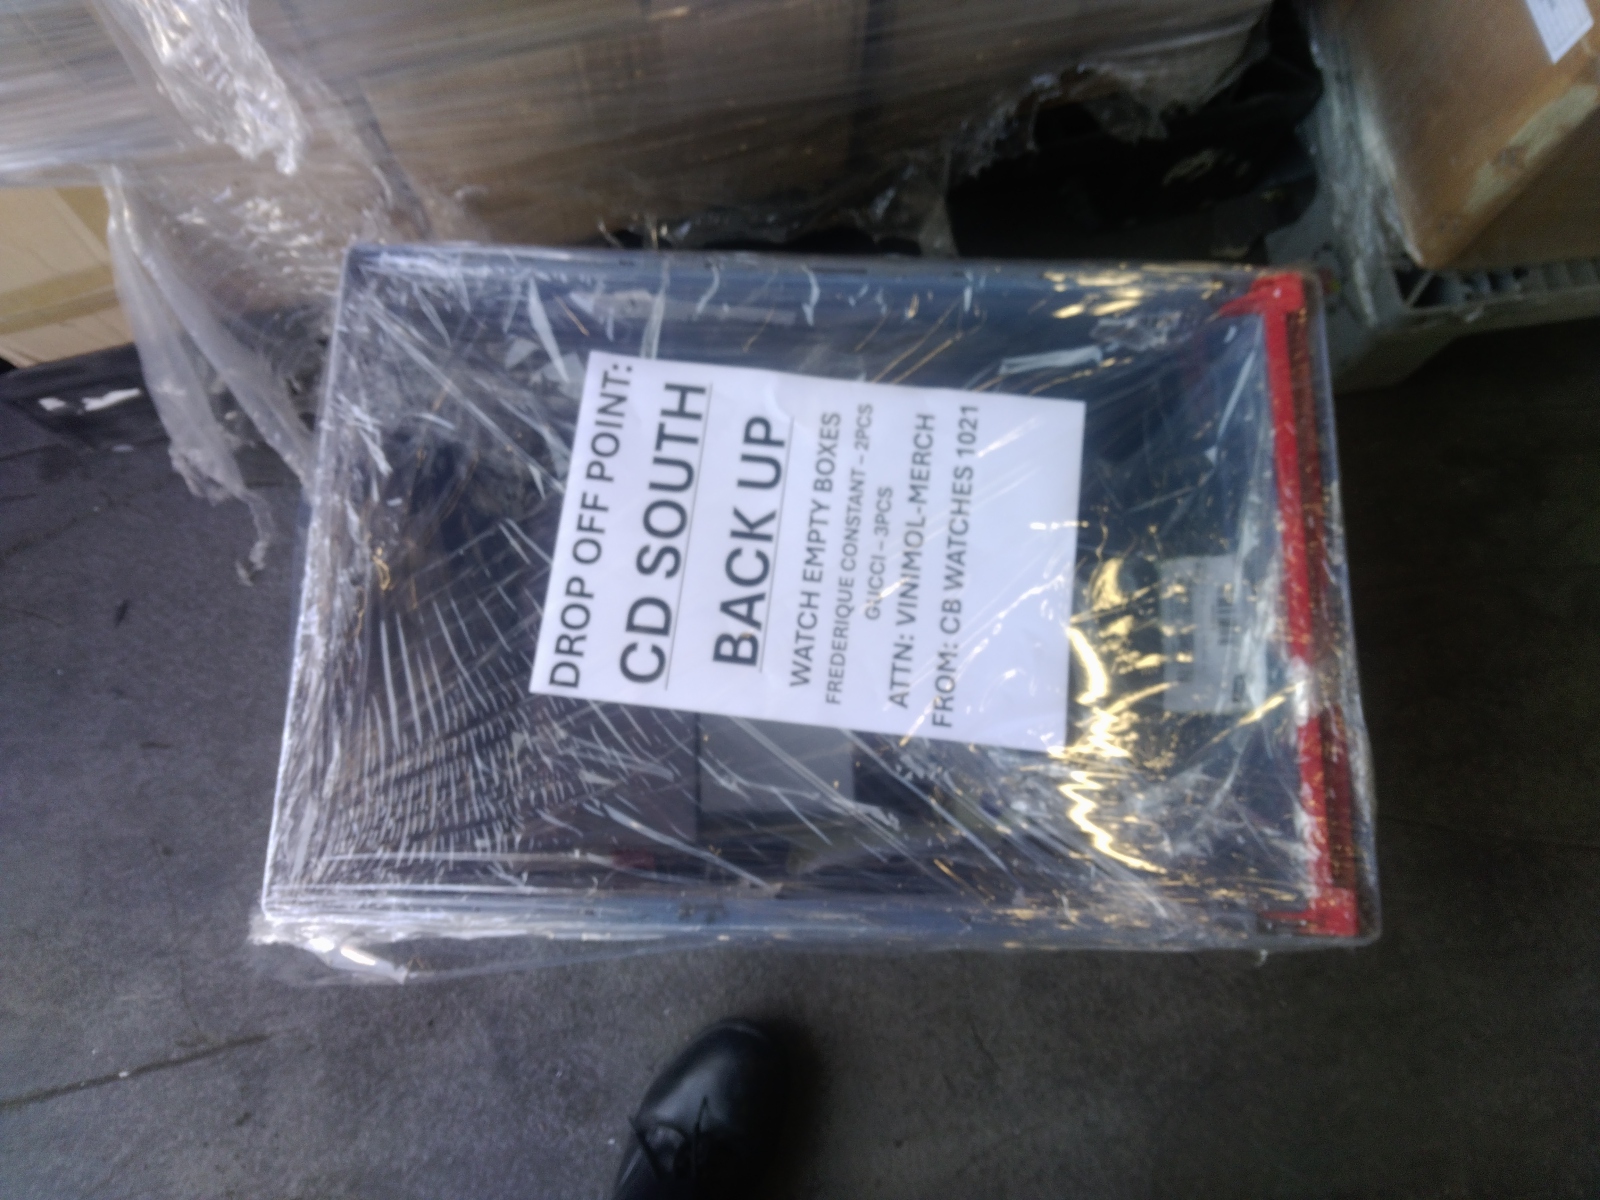 DROP OFF POINT:
CD SOUTH
BACK UP
WATCH EMPTY BOXES
FREDERIQUE CONSTANT - 2PCS
GUCCI - 3PCS
ATTN: VINIMOL-MERCH
FROM: CB WATCHES 1021